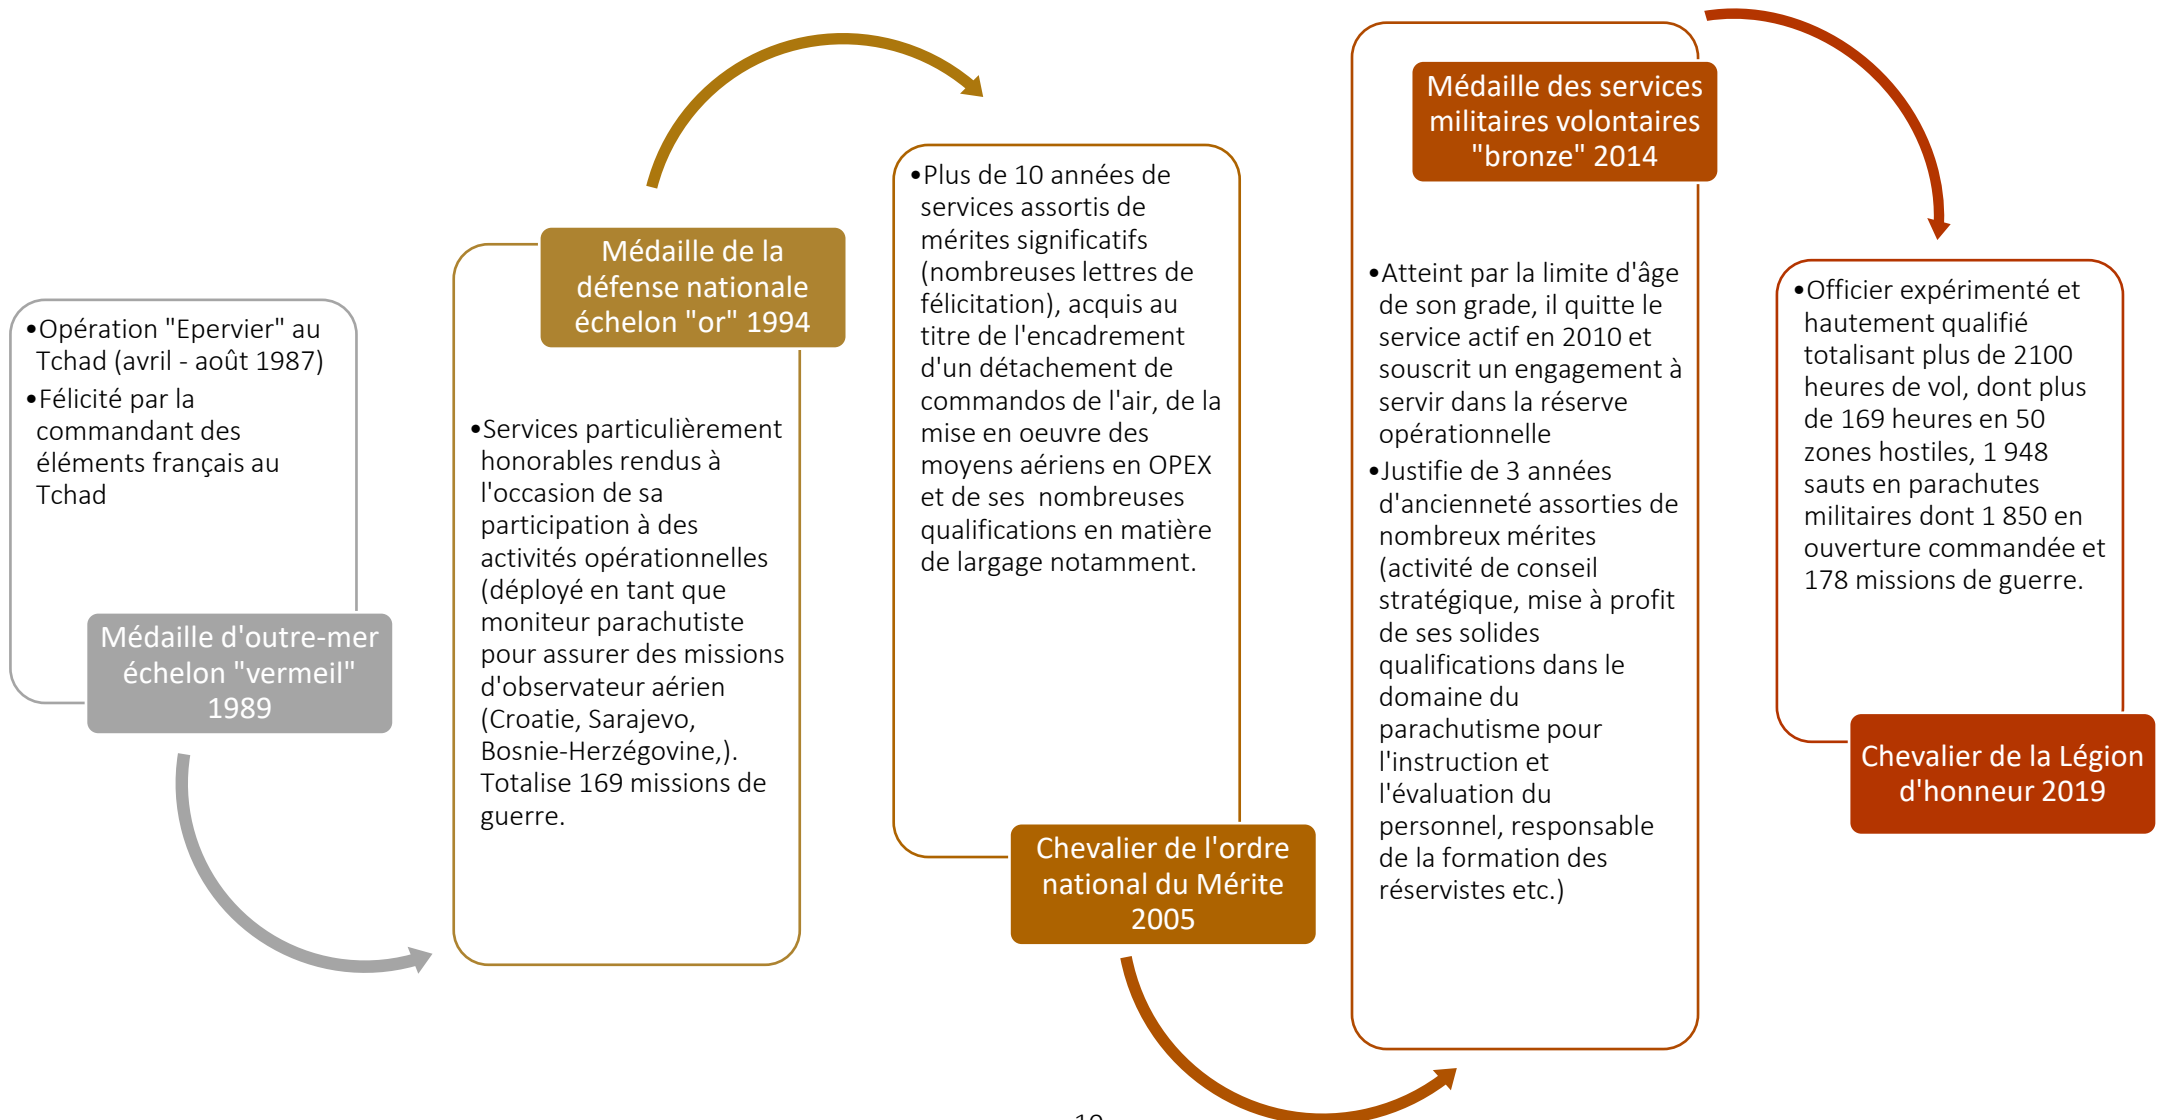 •Opération "Epervier" au
Tchad (avril - août 1987)
•Félicité par la
commandant des
éléments français au
Tchad
Médaille d'outre-mer
échelon "vermeil"
1989
Médaille de la
défense nationale
échelon "or" 1994
•Services particulièrement
honorables rendus à
l'occasion de sa
participation à des
activités opérationnelles
(déployé en tant que
moniteur parachutiste
pour assurer des missions
d'observateur aérien
(Croatie, Sarajevo,
Bosnie-Herzégovine,).
Totalise 169 missions de
guerre.
•Plus de 10 années de
services assortis de
mérites significatifs
(nombreuses lettres de
félicitation), acquis au
titre de l'encadrement
d'un détachement de
commandos de l'air, de la
mise en oeuvre des
moyens aériens en OPEX
et de ses  nombreuses
qualifications en matière
de largage notamment.
Chevalier de l'ordre
national du Mérite
2005
Médaille des services
militaires volontaires
"bronze" 2014
•Atteint par la limite d'âge
de son grade, il quitte le
service actif en 2010 et
souscrit un engagement à
servir dans la réserve
opérationnelle
•Justifie de 3 années
d'ancienneté assorties de
nombreux mérites
(activité de conseil
stratégique, mise à profit
de ses solides
qualifications dans le
domaine du
parachutisme pour
l'instruction et
l'évaluation du
personnel, responsable
de la formation des
réservistes etc.)
•Officier expérimenté et
hautement qualifié
totalisant plus de 2100
heures de vol, dont plus
de 169 heures en 50
zones hostiles, 1 948
sauts en parachutes
militaires dont 1 850 en
ouverture commandée et
178 missions de guerre.
Chevalier de la Légion
d'honneur 2019